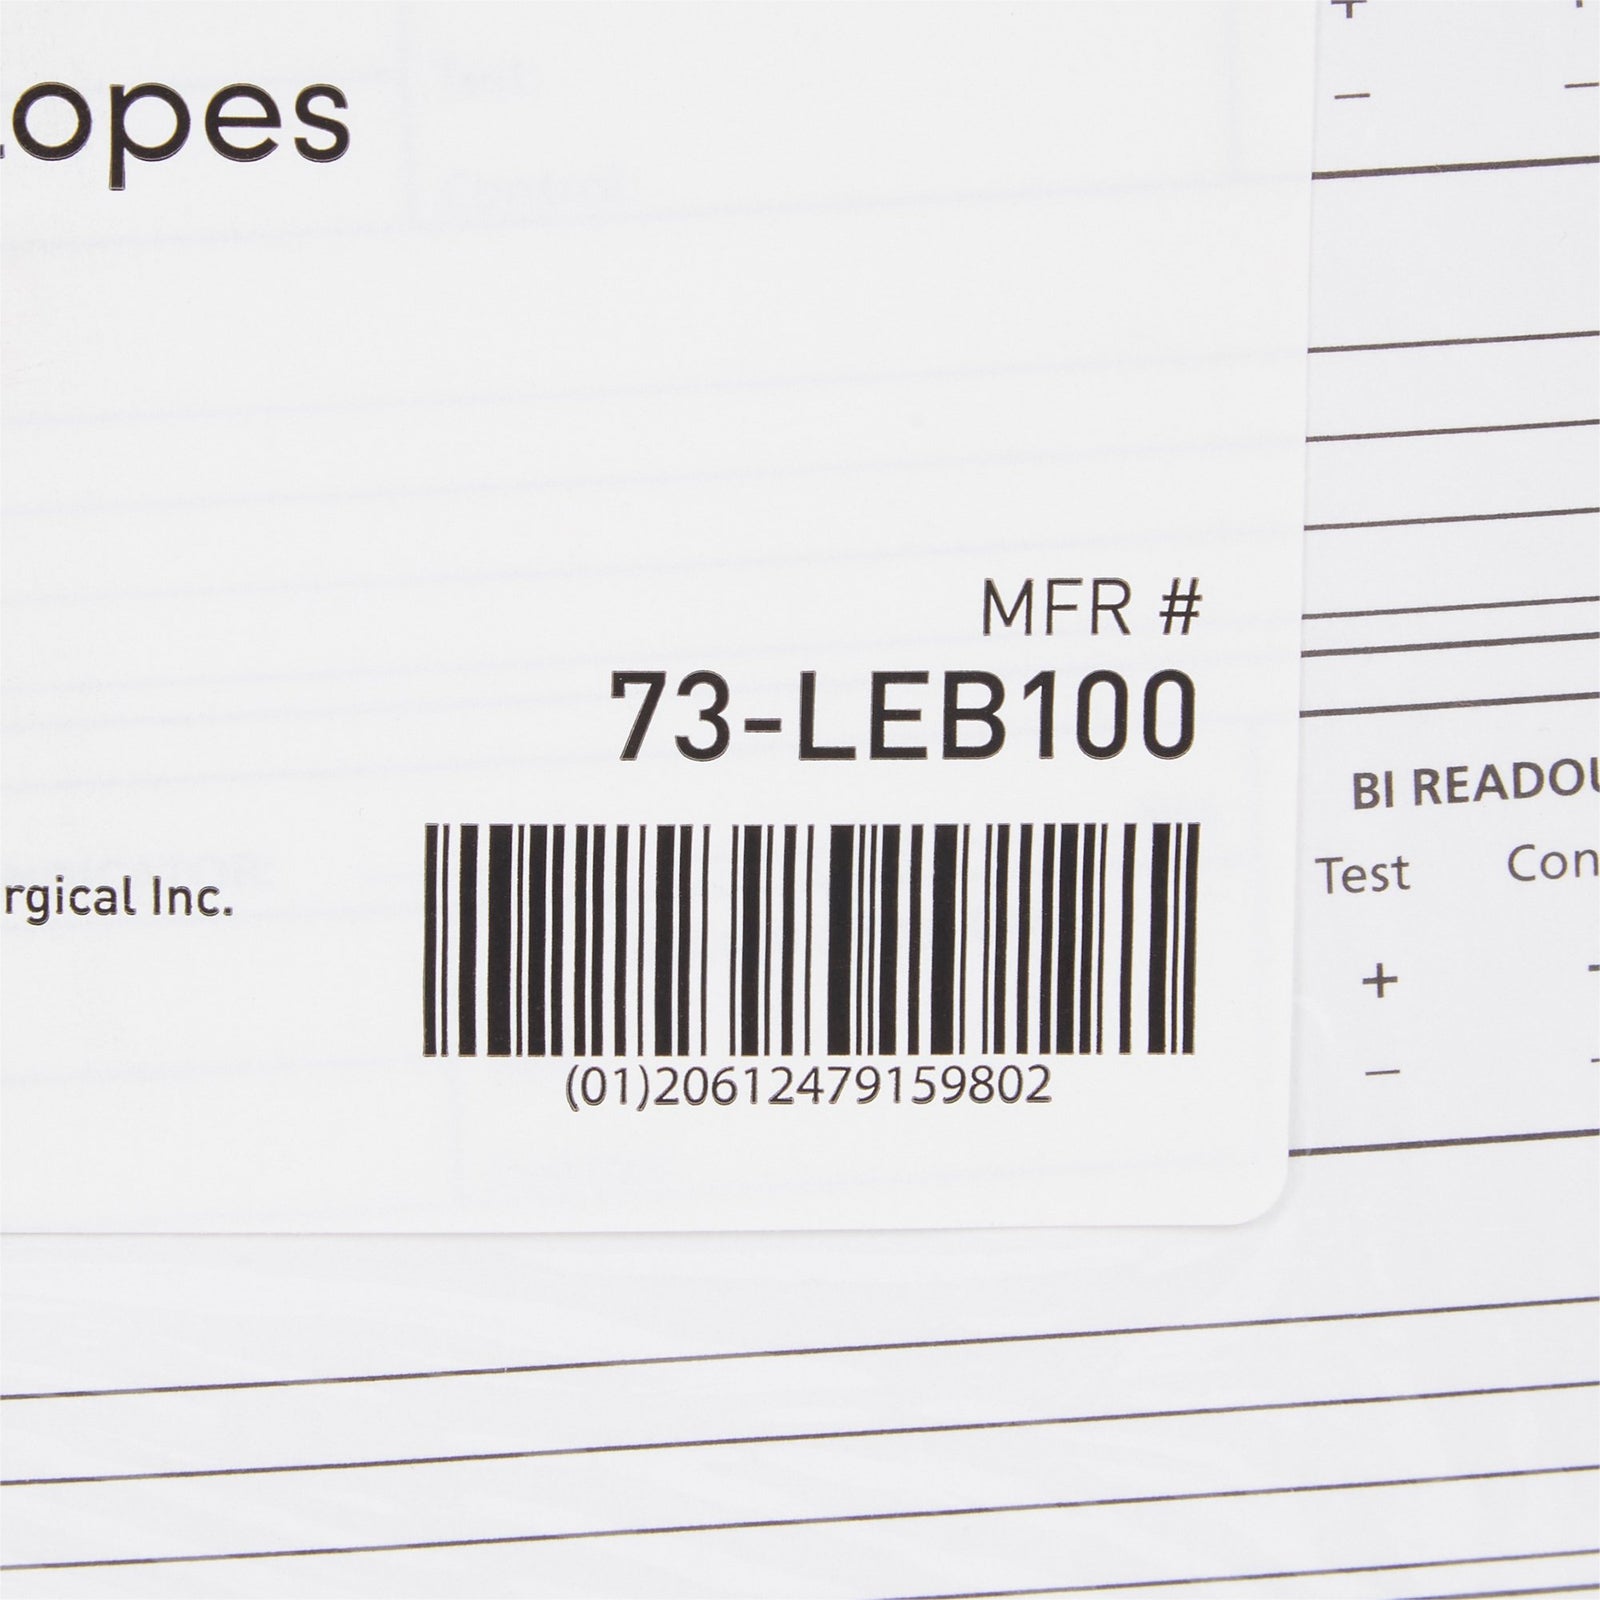 lopes
MFR #
73-LEB100
rgical Inc.
(01)20612479159802
+
−
−
BI READOU
Test Con
+
−